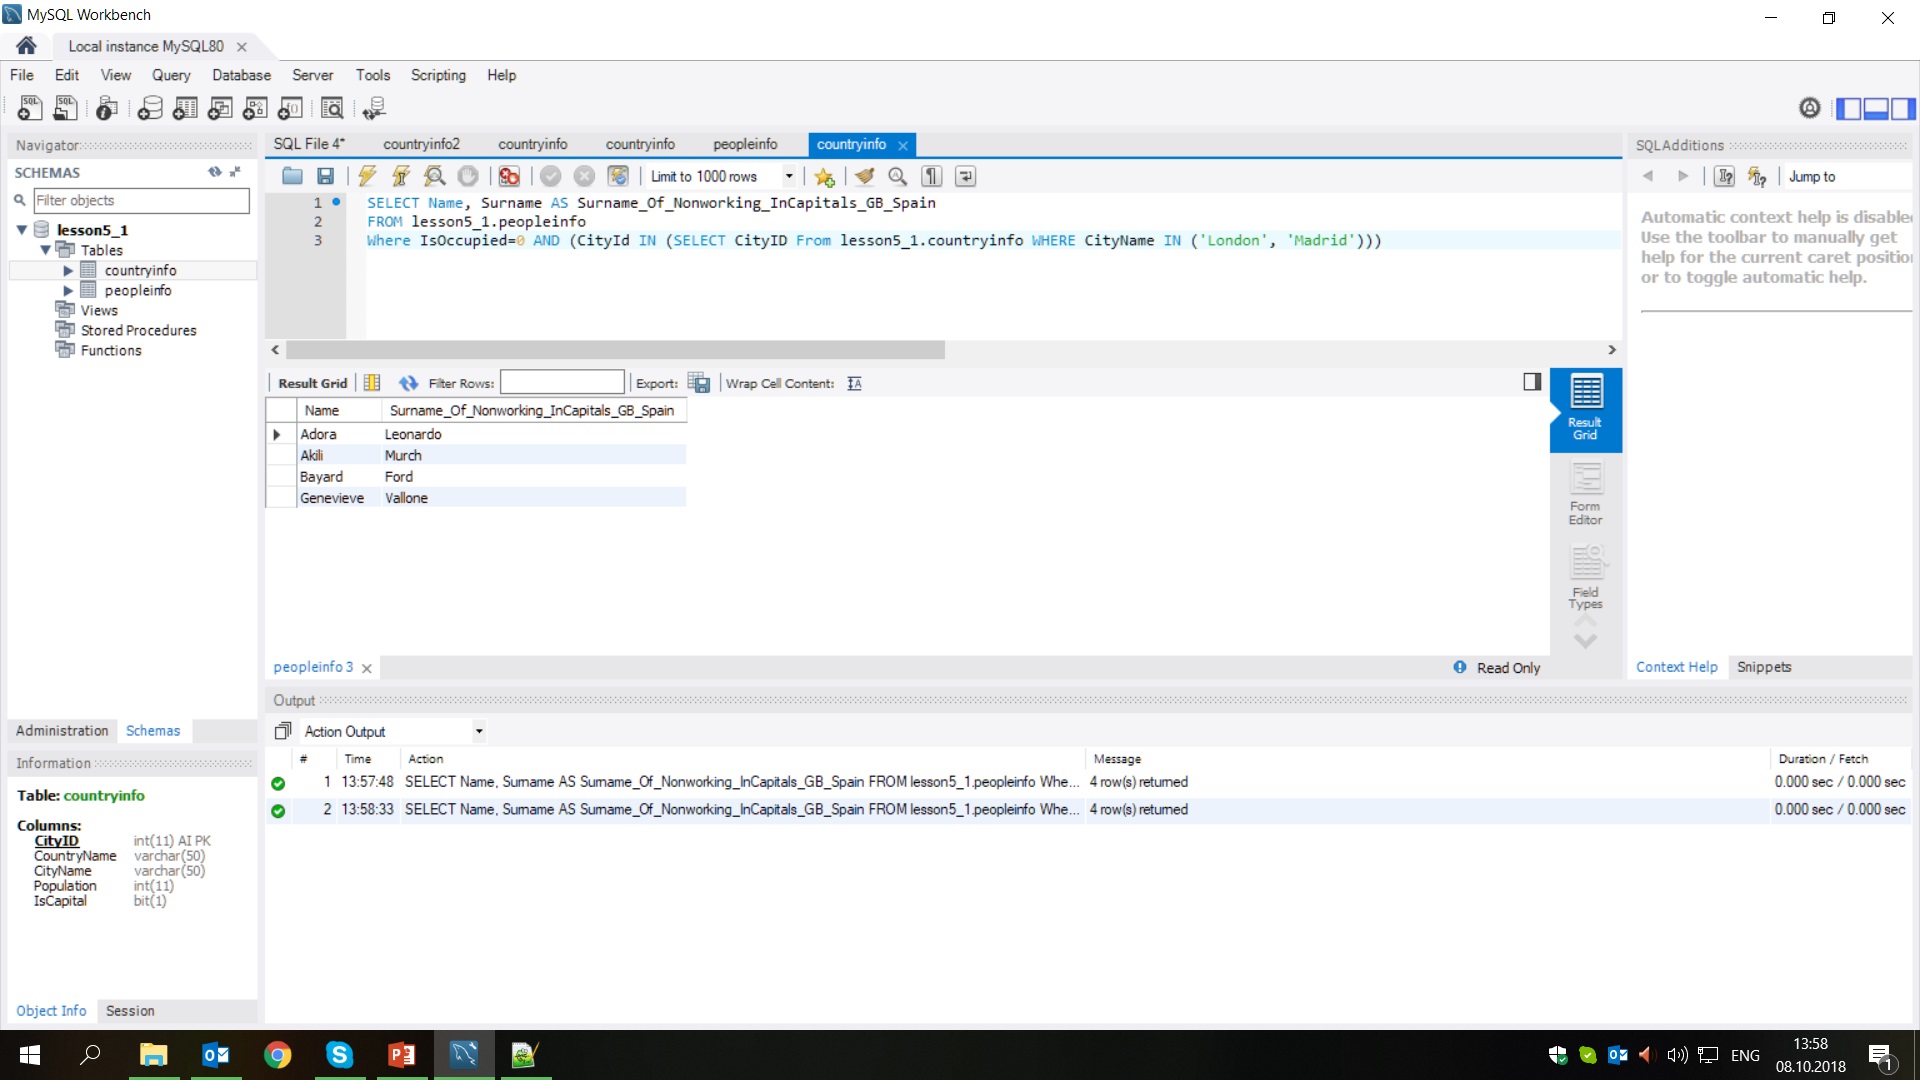 MySQL Workbench
Local instance MySQL80
File Edit View Query Database Server Tools Scripting Help
Navigator
SCHEMAS
Filter objects
lesson5_1
Tables
countryinfo
peopleinfo
Views
Stored Procedures
Functions
Administration Schemas
Information
Table: countryinfo
Columns:
CityID int(11) AI PK
CountryName varchar(50)
CityName varchar(50)
Population int(11)
IsCapital bit(1)
Object Info Session
SQL File 4* countryinfo2 countryinfo countryinfo peopleinfo countryinfo
Limit to 1000 rows
1 SELECT Name, Surname AS Surname_Of_Nonworking_InCapitals_GB_Spain
2 FROM lesson5_1.peopleinfo
3 Where IsOccupied=0 AND (CityId IN (SELECT CityID From lesson5_1.countryinfo WHERE CityName IN ('London', 'Madrid')))
Result Grid Filter Rows: Export: Wrap Cell Content:
Name Surname_Of_Nonworking_InCapitals_GB_Spain
Adora Leonardo
Akili Murch
Bayard Ford
Genevieve Vallone
Result
Grid
Form
Editor
Field
Types
peopleinfo 3
Read Only
SQLAdditions
Jump to
Automatic context help is disable
Use the toolbar to manually get
help for the current caret positio
or to toggle automatic help.
Context Help Snippets
Output
Action Output
# Time Action Message Duration / Fetch
1 13:57:48 SELECT Name, Surname AS Surname_Of_Nonworking_InCapitals_GB_Spain FROM lesson5_1.peopleinfo Whe... 4 row(s) returned 0.000 sec / 0.000 sec
2 13:58:33 SELECT Name, Surname AS Surname_Of_Nonworking_InCapitals_GB_Spain FROM lesson5_1.peopleinfo Whe... 4 row(s) returned 0.000 sec / 0.000 sec
ENG
13:58
08.10.2018
1